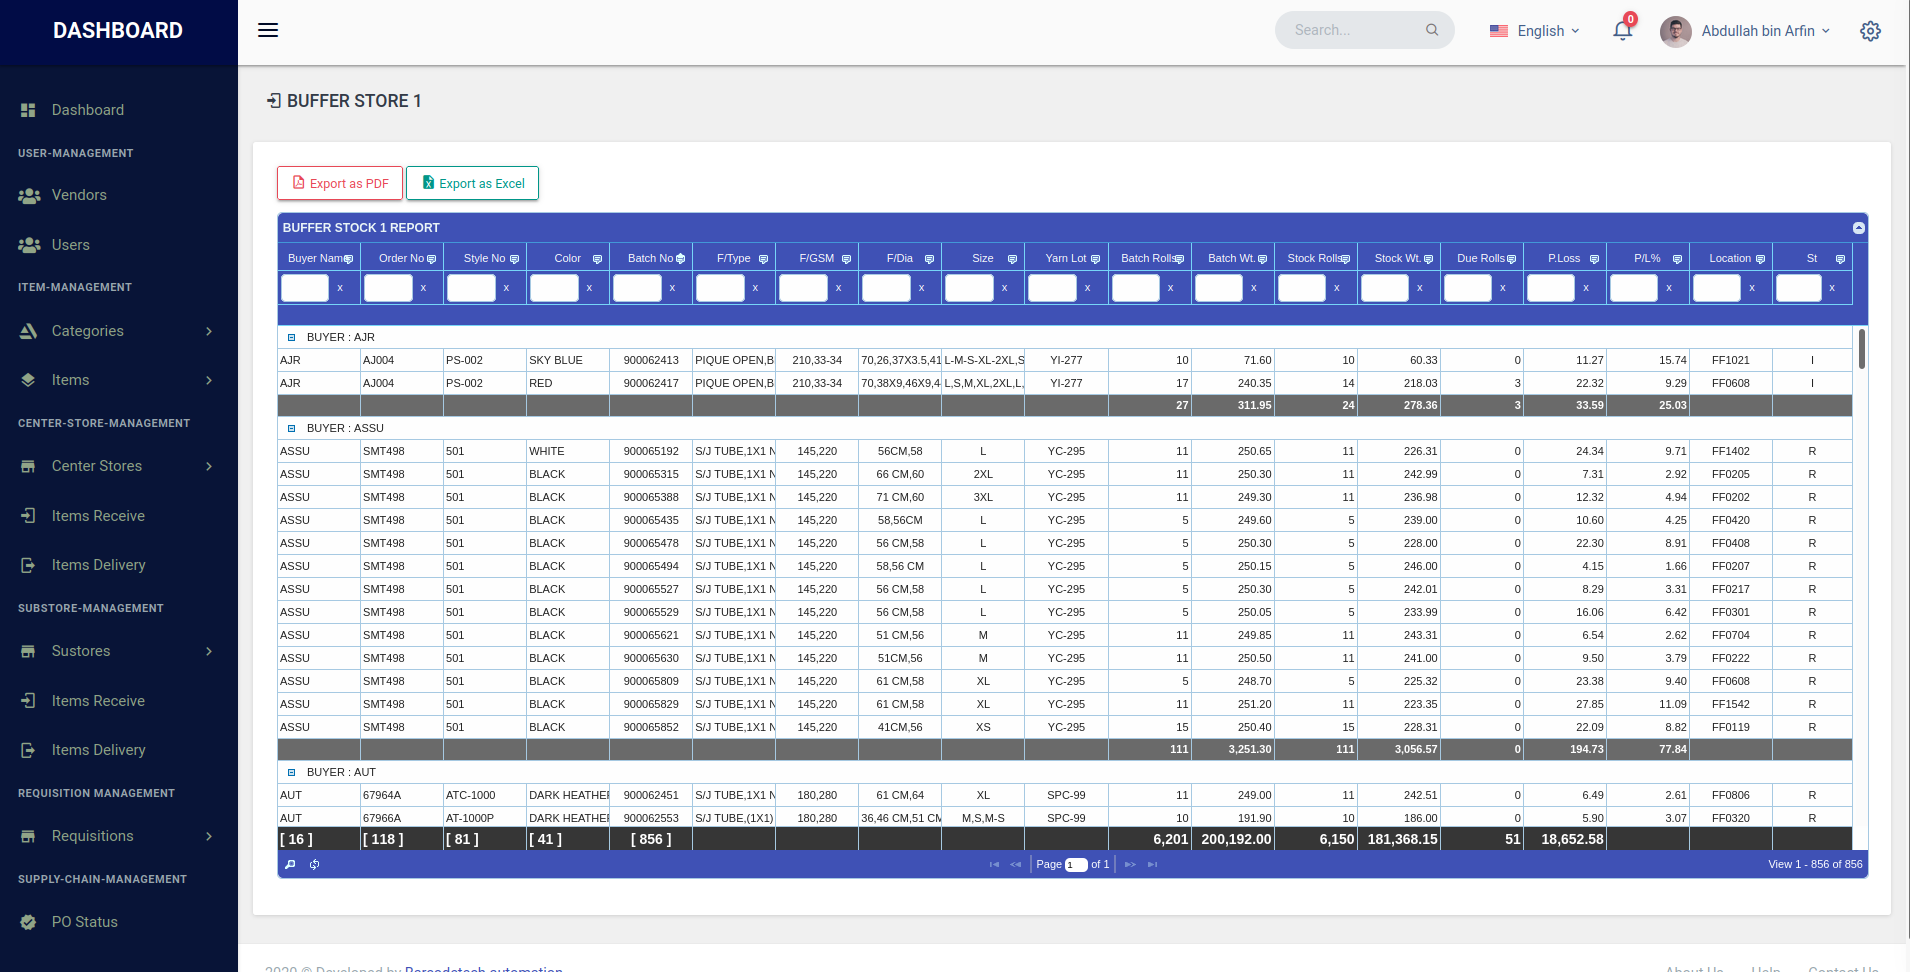 DASHBOARD
Search...
English
0
Abdullah bin Arfin
Dashboard
USER-MANAGEMENT
Vendors
Users
ITEM-MANAGEMENT
Categories
Items
CENTER-STORE-MANAGEMENT
Center Stores
Items Receive
Items Delivery
SUBSTORE-MANAGEMENT
Sustores
Items Receive
Items Delivery
REQUISITION MANAGEMENT
Requisitions
SUPPLY-CHAIN-MANAGEMENT
PO Status
BUFFER STORE 1
Export as PDF Export as Excel
BUFFER STOCK 1 REPORT
Buyer Name Order No Style No Color Batch No F/Type F/GSM F/Dia Size Yarn Lot Batch Rolls Batch Wt. Stock Rolls Stock Wt. Due Rolls P.Loss P/L% Location St
x x x x x x x x x x x x x x x x x x x
BUYER : AJR
AJR AJ004 PS-002 SKY BLUE 900062413 PIQUE OPEN,B 210,33-34 70,26,37X3.5,41 L-M-S-XL-2XL,S YI-277 10 71.60 10 60.33 0 11.27 15.74 FF1021 I
AJR AJ004 PS-002 RED 900062417 PIQUE OPEN,B 210,33-34 70,38X9,46X9,4 L,S,M,XL,2XL,L, YI-277 17 240.35 14 218.03 3 22.32 9.29 FF0608 I
27 311.95 24 278.36 3 33.59 25.03
BUYER : ASSU
ASSU SMT498 501 WHITE 900065192 S/J TUBE,1X1 N 145,220 56CM,58 L YC-295 11 250.65 11 226.31 0 24.34 9.71 FF1402 R
ASSU SMT498 501 BLACK 900065315 S/J TUBE,1X1 N 145,220 66 CM,60 2XL YC-295 11 250.30 11 242.99 0 7.31 2.92 FF0205 R
ASSU SMT498 501 BLACK 900065388 S/J TUBE,1X1 N 145,220 71 CM,60 3XL YC-295 11 249.30 11 236.98 0 12.32 4.94 FF0202 R
ASSU SMT498 501 BLACK 900065435 S/J TUBE,1X1 N 145,220 58,56CM L YC-295 5 249.60 5 239.00 0 10.60 4.25 FF0420 R
ASSU SMT498 501 BLACK 900065478 S/J TUBE,1X1 N 145,220 56 CM,58 L YC-295 5 250.30 5 228.00 0 22.30 8.91 FF0408 R
ASSU SMT498 501 BLACK 900065494 S/J TUBE,1X1 N 145,220 58,56 CM L YC-295 5 250.15 5 246.00 0 4.15 1.66 FF0207 R
ASSU SMT498 501 BLACK 900065527 S/J TUBE,1X1 N 145,220 56 CM,58 L YC-295 5 250.30 5 242.01 0 8.29 3.31 FF0217 R
ASSU SMT498 501 BLACK 900065529 S/J TUBE,1X1 N 145,220 56 CM,58 L YC-295 5 250.05 5 233.99 0 16.06 6.42 FF0301 R
ASSU SMT498 501 BLACK 900065621 S/J TUBE,1X1 N 145,220 51 CM,56 M YC-295 11 249.85 11 243.31 0 6.54 2.62 FF0704 R
ASSU SMT498 501 BLACK 900065630 S/J TUBE,1X1 N 145,220 51CM,56 M YC-295 11 250.50 11 241.00 0 9.50 3.79 FF0222 R
ASSU SMT498 501 BLACK 900065809 S/J TUBE,1X1 N 145,220 61 CM,58 XL YC-295 5 248.70 5 225.32 0 23.38 9.40 FF0608 R
ASSU SMT498 501 BLACK 900065829 S/J TUBE,1X1 N 145,220 61 CM,58 XL YC-295 11 251.20 11 223.35 0 27.85 11.09 FF1542 R
ASSU SMT498 501 BLACK 900065852 S/J TUBE,1X1 N 145,220 41CM,56 XS YC-295 15 250.40 15 228.31 0 22.09 8.82 FF0119 R
111 3,251.30 111 3,056.57 0 194.73 77.84
BUYER : AUT
AUT 67964A ATC-1000 DARK HEATHER 900062451 S/J TUBE,1X1 N 180,280 61 CM,64 XL SPC-99 11 249.00 11 242.51 0 6.49 2.61 FF0806 R
AUT 67966A AT-1000P DARK HEATHER 900062553 S/J TUBE,(1X1) 180,280 36,46 CM,51 CM M,S,M-S SPC-99 10 191.90 10 186.00 0 5.90 3.07 FF0320 R
[ 16 ] [ 118 ] [ 81 ] [ 41 ] [ 856 ] 6,201 200,192.00 6,150 181,368.15 51 18,652.58
Page 1 of 1
View 1 - 856 of 856
2020 © Developed by Barcodetech automation
About Us Help Contact Us